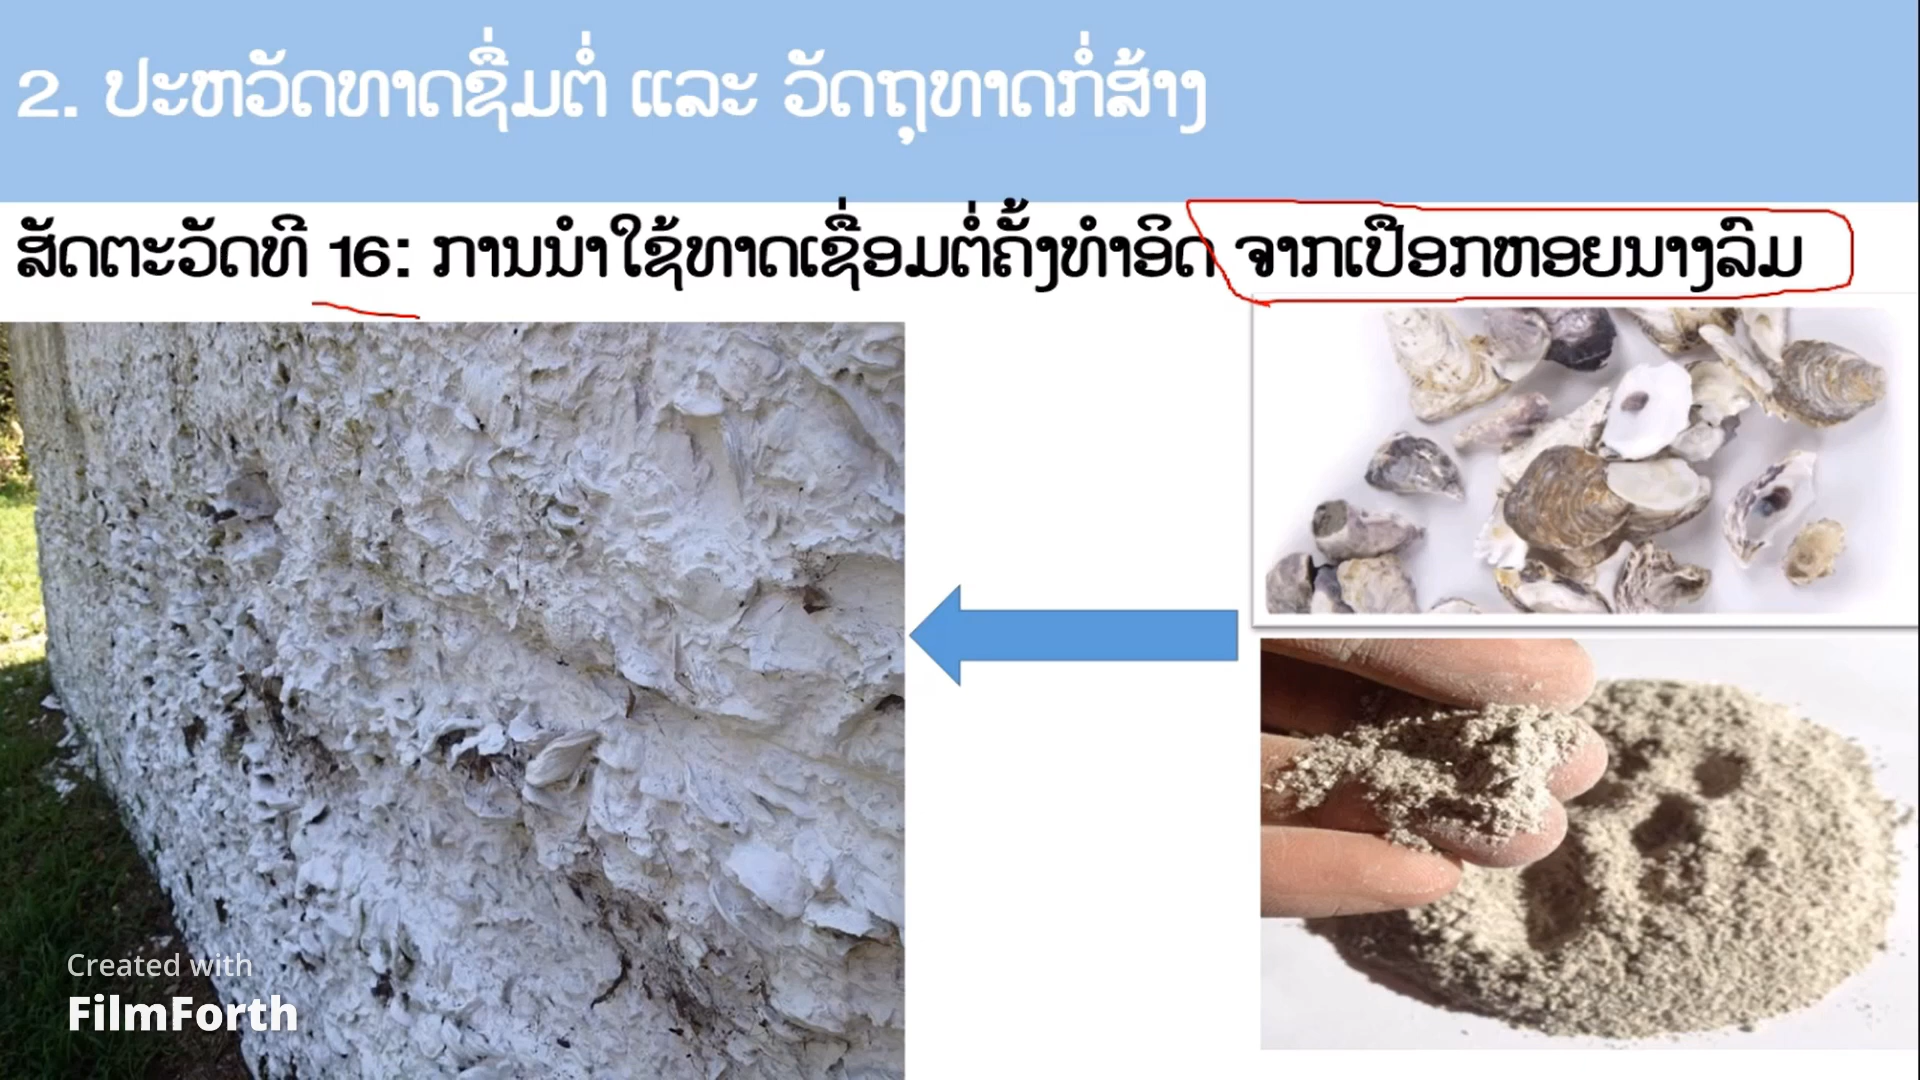 2. ປະຫວັດທາດຊື່ມຕໍ່ ແລະ ວັດຖຸທາດກໍ່ສ້າງ
ສັດຕະວັດທີ 16: ການນຳໃຊ້ທາດເຊື່ອມຕໍ່ຄັ້ງທຳອິດ ຈາກເປືອກຫອຍນາງລົມ
Created with
FilmForth